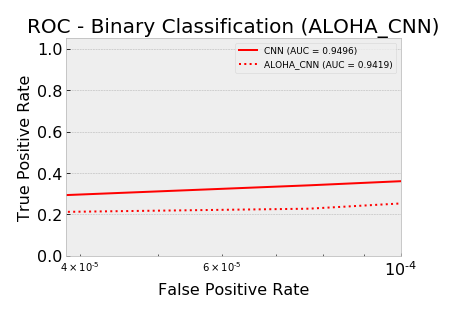 ROC - Binary Classification (ALOHA_CNN)
CNN (AUC = 0.9496)
ALOHA_CNN (AUC = 0.9419)
True Positive Rate
1.0
0.8
0.6
0.4
0.2
0.0
4 × 10⁻⁵
6 × 10⁻⁵
10⁻⁴
False Positive Rate